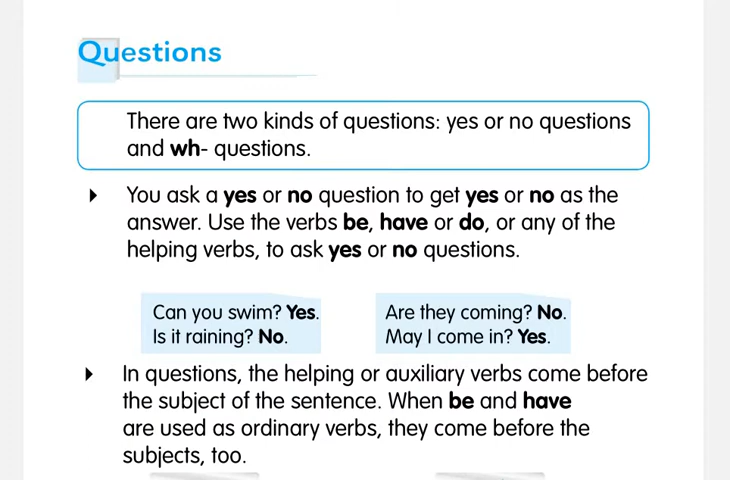 Questions
There are two kinds of questions: yes or no questions
and wh- questions.
You ask a yes or no question to get yes or no as the
answer. Use the verbs be, have or do, or any of the
helping verbs, to ask yes or no questions.
Can you swim? Yes.
Is it raining? No.
Are they coming? No.
May I come in? Yes.
In questions, the helping or auxiliary verbs come before
the subject of the sentence. When be and have
are used as ordinary verbs, they come before the
subjects, too.